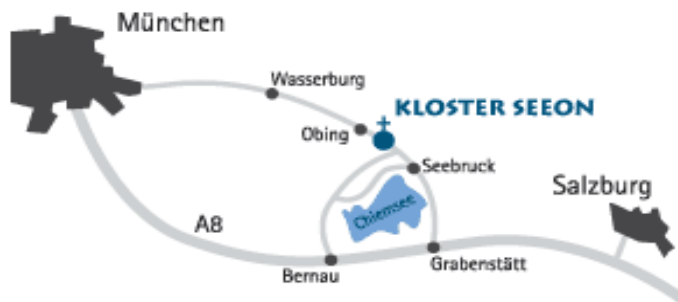 München
Wasserburg
KLOSTER SEEON
Obing
Seebruck
Salzburg
Chiemsee
A8
Bernau
Grabenstätt